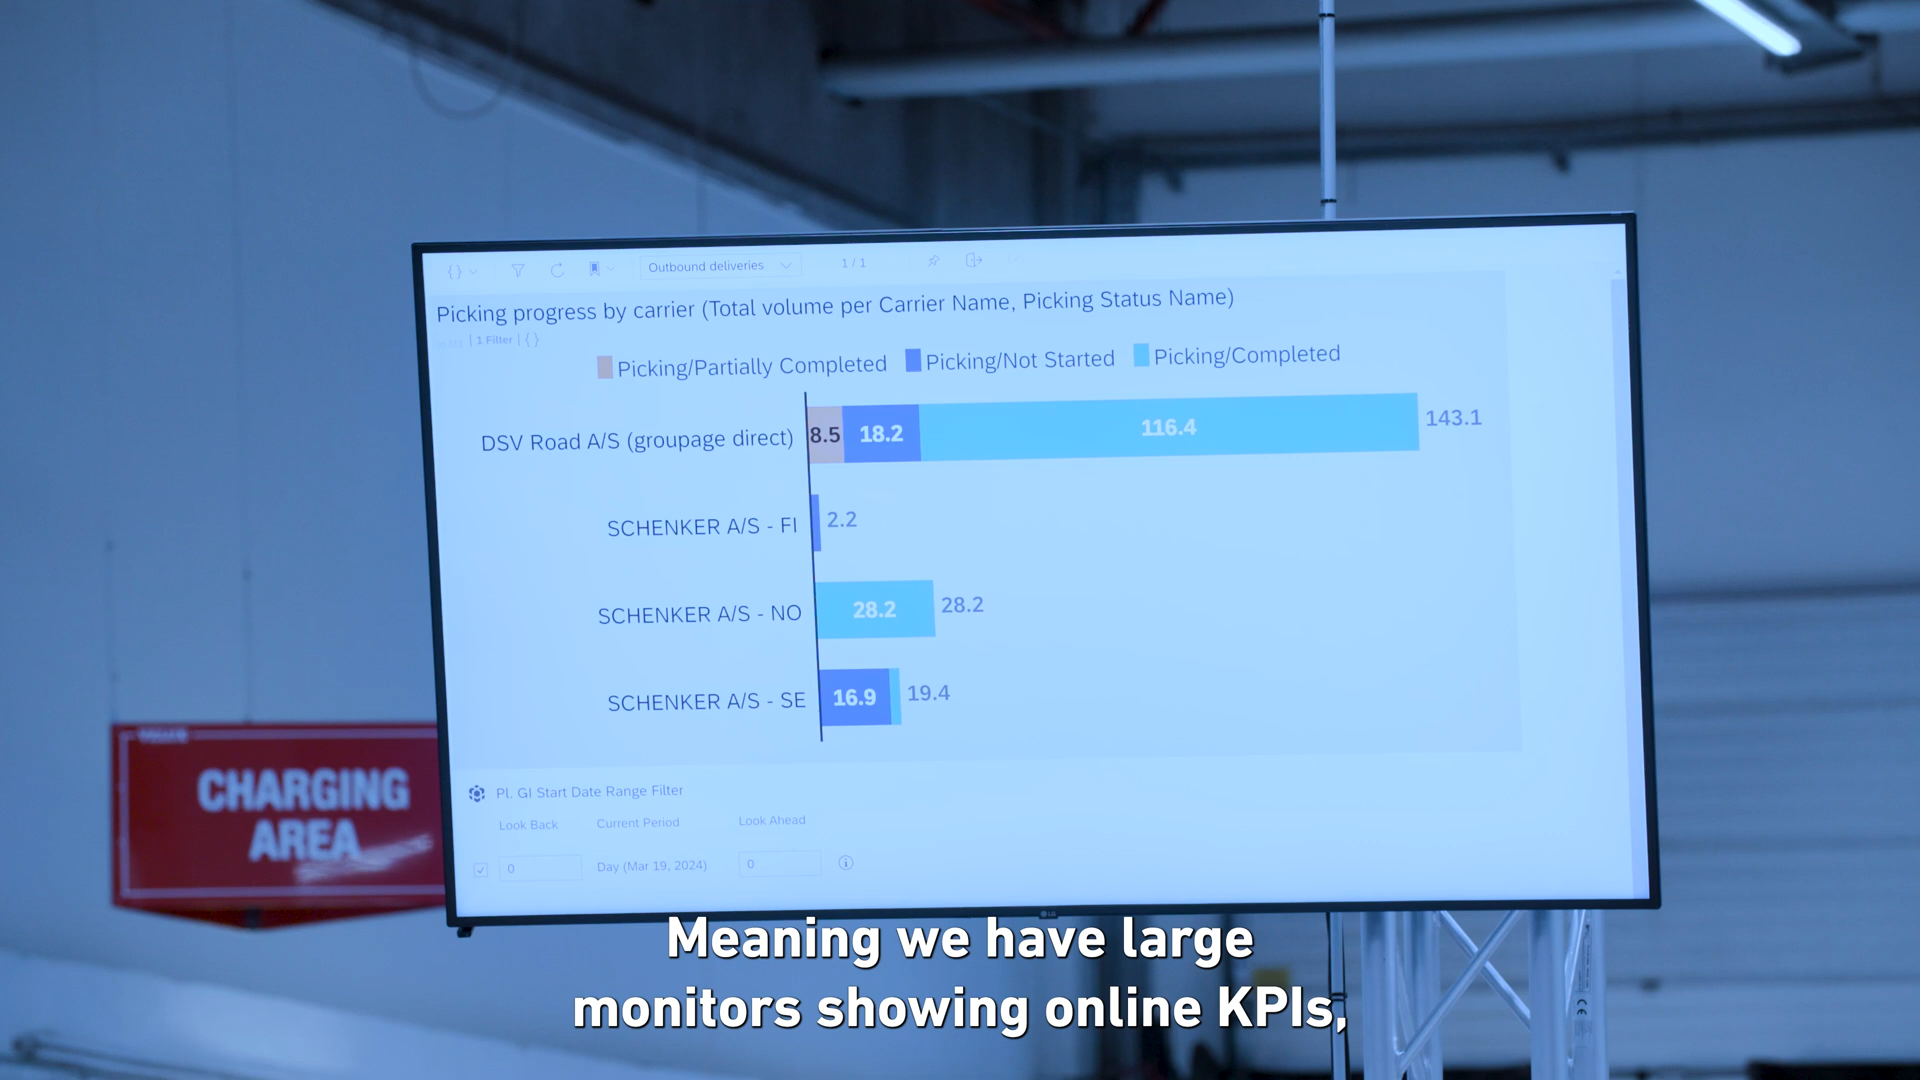 Outbound deliveries
1 / 1
Picking progress by carrier (Total volume per Carrier Name, Picking Status Name)
| 1 Filter | { }
Picking/Partially Completed Picking/Not Started Picking/Completed
DSV Road A/S (groupage direct) 8.5 18.2 116.4 143.1
SCHENKER A/S - FI 2.2
SCHENKER A/S - NO 28.2 28.2
SCHENKER A/S - SE 16.9 19.4
Pl. GI Start Date Range Filter
Look Back Current Period Look Ahead
0 Day (Mar 19, 2024) 0
CHARGING
AREA
LG
Meaning we have large
monitors showing online KPIs,